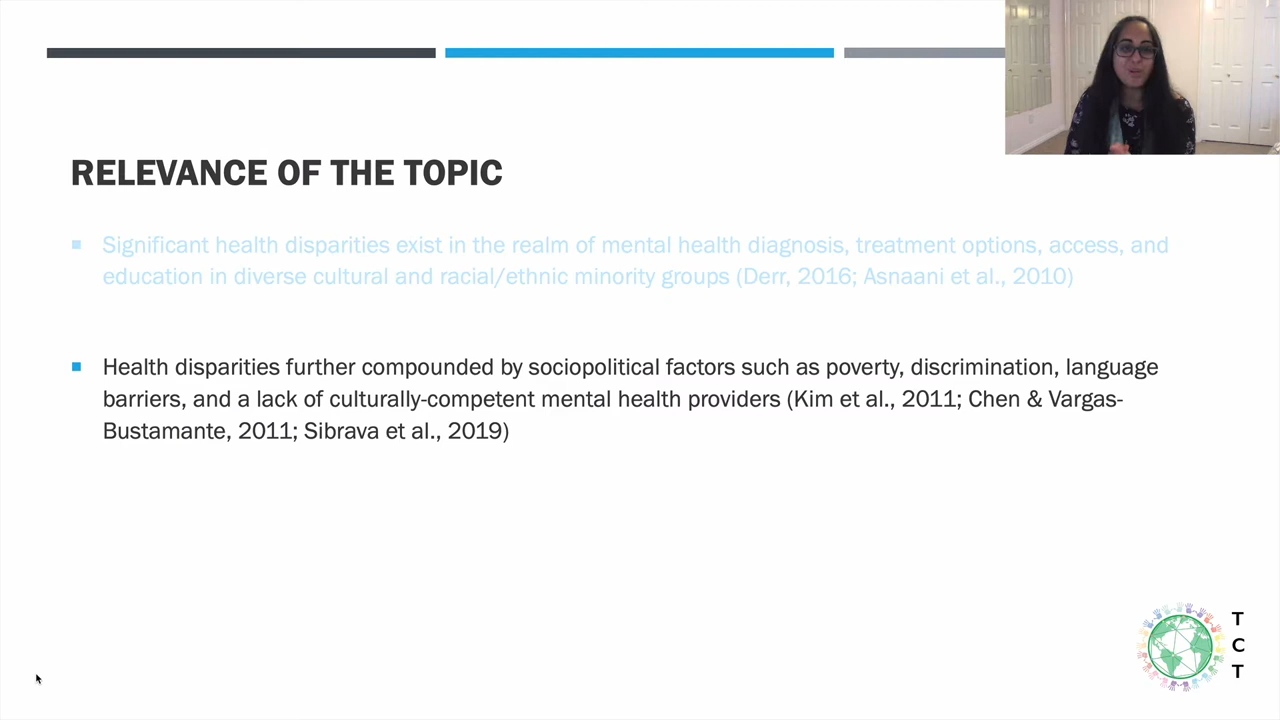 RELEVANCE OF THE TOPIC
Significant health disparities exist in the realm of mental health diagnosis, treatment options, access, and
education in diverse cultural and racial/ethnic minority groups (Derr, 2016; Asnaani et al., 2010)
Health disparities further compounded by sociopolitical factors such as poverty, discrimination, language
barriers, and a lack of culturally-competent mental health providers (Kim et al., 2011; Chen & Vargas-
Bustamante, 2011; Sibrava et al., 2019)
T
C
T